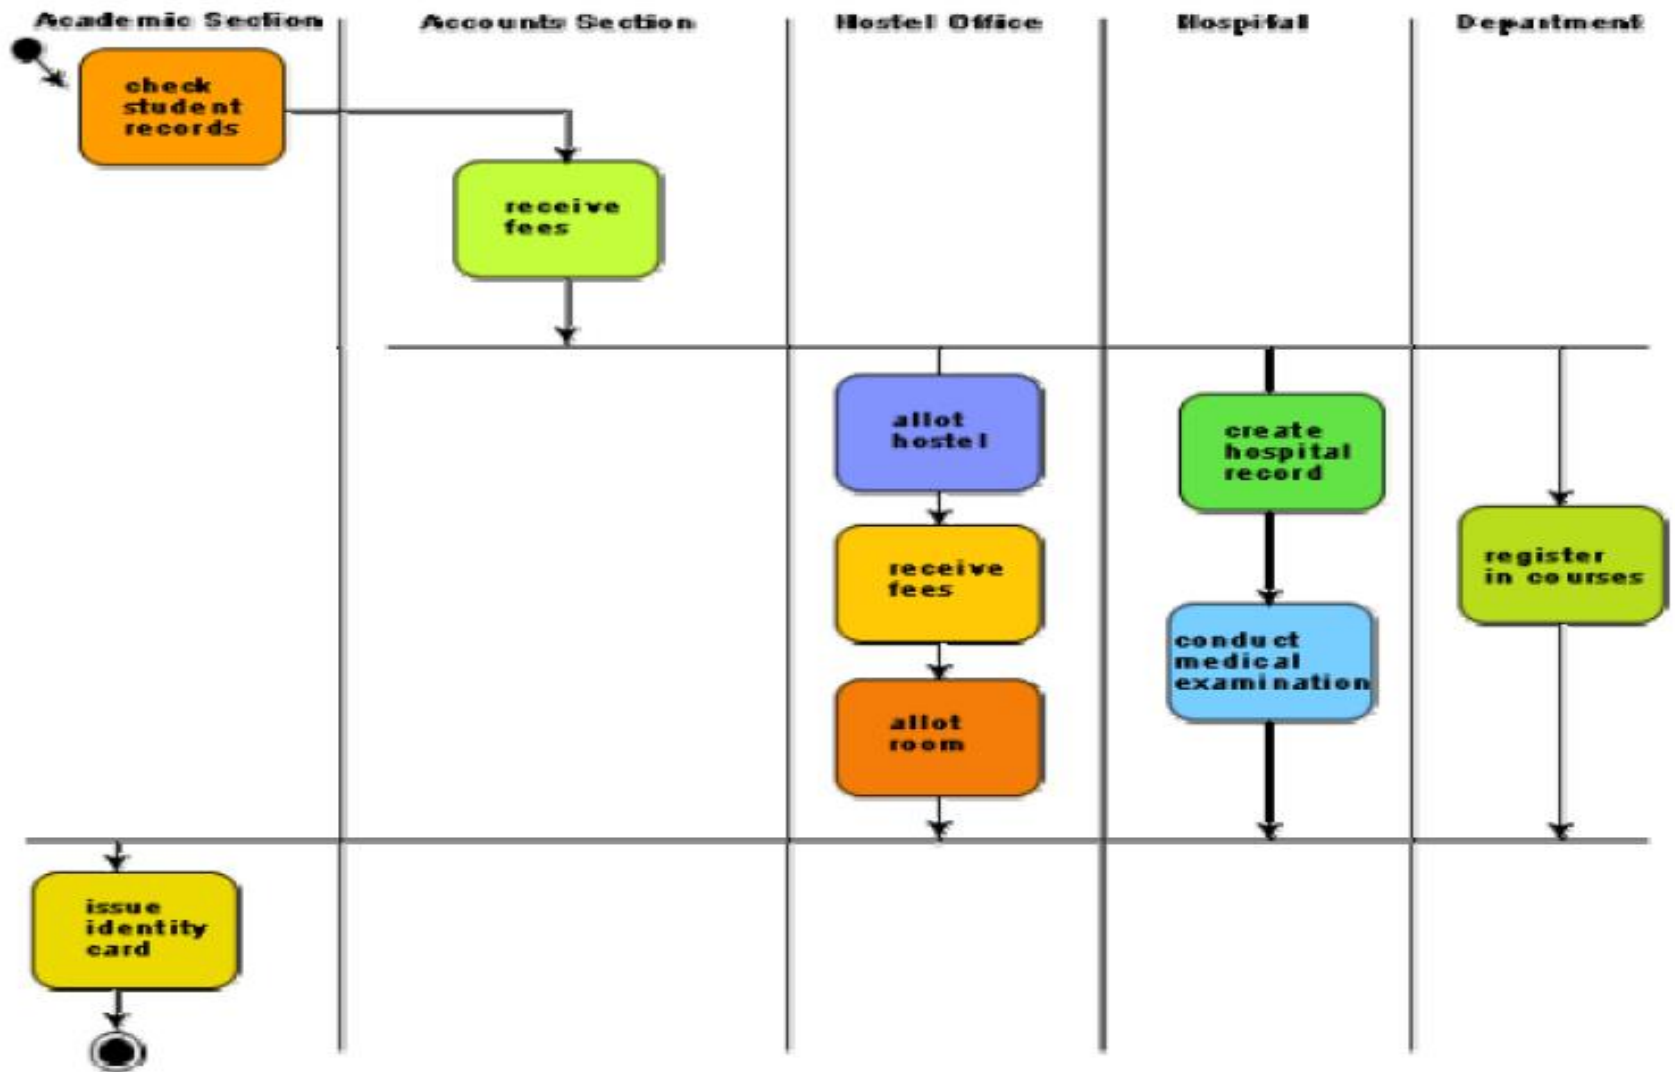 Academic Section
Accounts Section
Hostel Office
Hospital
Department
check
student
records
receive
fees
allot
hostel
receive
fees
allot
room
create
hospital
record
conduct
medical
examination
register
in courses
issue
identity
card